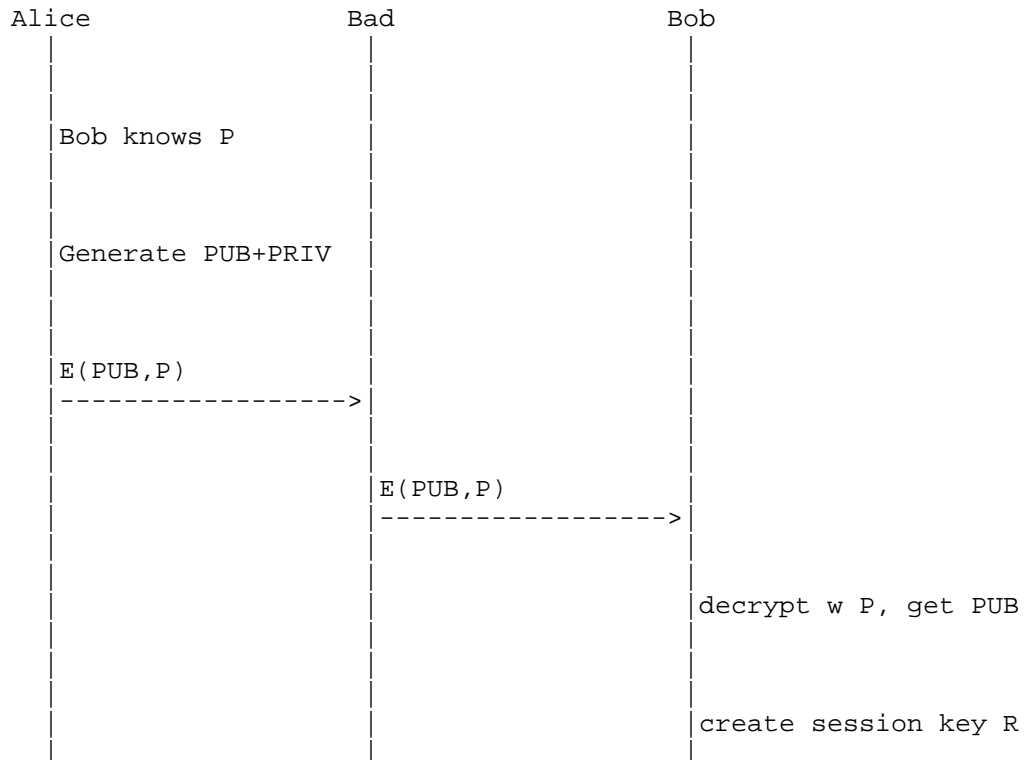 Alice Bad Bob
Bob knows P
Generate PUB+PRIV
E(PUB,P)
------------------>
E(PUB,P)
------------------>
decrypt w P, get PUB
create session key R